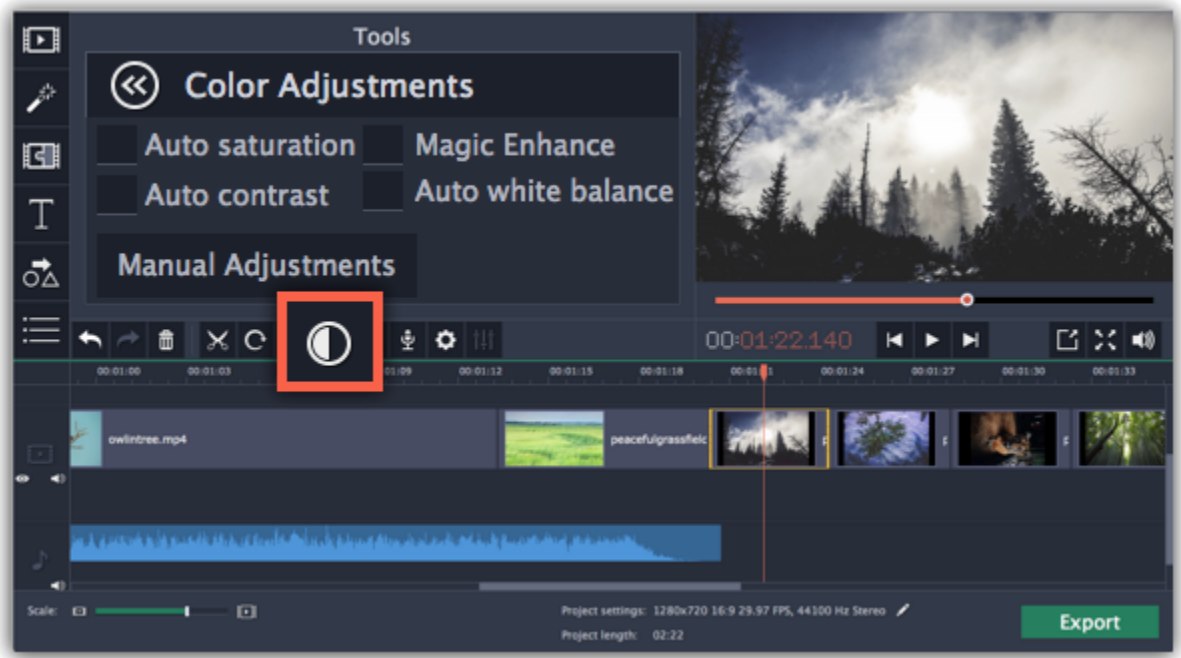 Tools
Color Adjustments
Auto saturation Magic Enhance
Auto contrast Auto white balance
Manual Adjustments
T
00:01:22.140
00:01:00 00:01:03 01:09 00:01:12 00:01:15 00:01:18 00:01:24 00:01:27 00:01:30 00:01:33
owlintree.mp4 peacefulgrassfield
Scale: Project settings: 1280x720 16:9 29.97 FPS, 44100 Hz Stereo
Project length: 02:22
Export